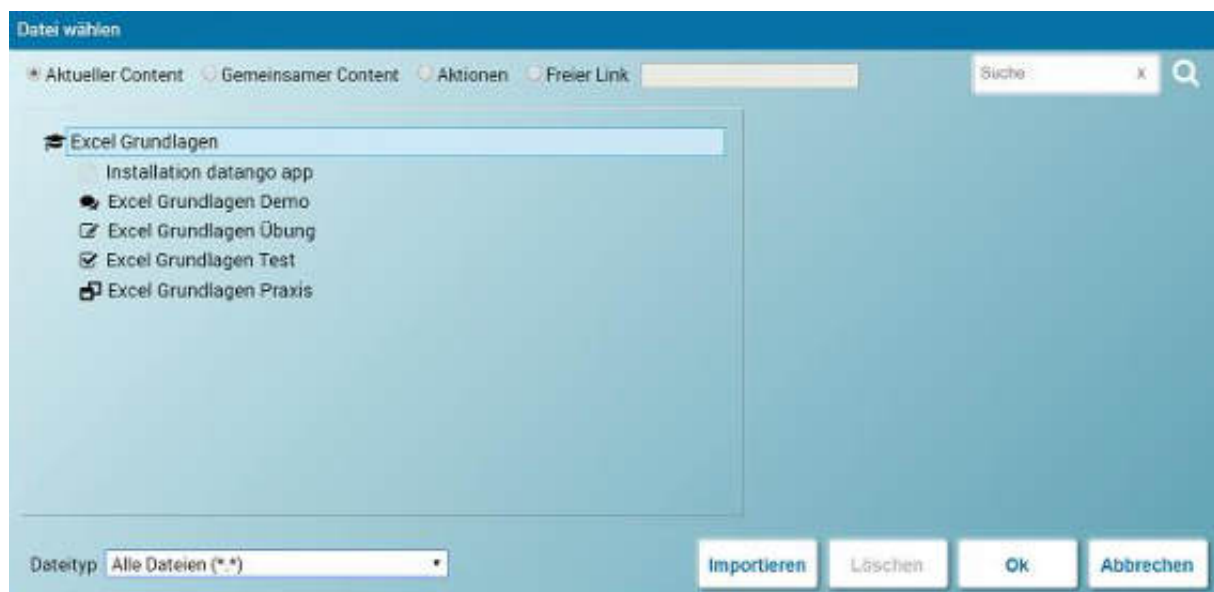 Datei wählen
Aktueller Content Gemeinsamer Content Aktionen Freier Link Suche x
Excel Grundlagen
Installation datango app
Excel Grundlagen Demo
Excel Grundlagen Übung
Excel Grundlagen Test
Excel Grundlagen Praxis
Dateityp Alle Dateien (*.*) Importieren Löschen Ok Abbrechen